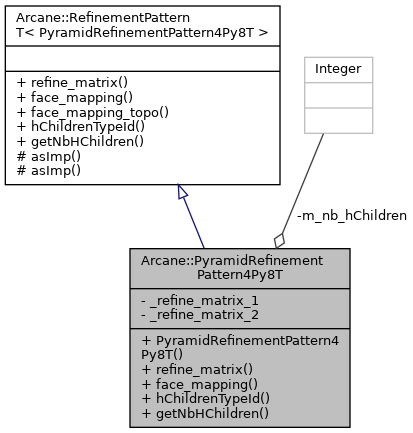 Arcane::RefinementPattern
T< PyramidRefinementPattern4Py8T >
+ refine_matrix()
+ face_mapping()
+ face_mapping_topo()
+ hChildrenTypeId()
+ getNbHChildren()
# asImp()
# asImp()
Integer
-m_nb_hChildren
Arcane::PyramidRefinement
Pattern4Py8T
- _refine_matrix_1
- _refine_matrix_2
+ PyramidRefinementPattern4
Py8T()
+ refine_matrix()
+ face_mapping()
+ hChildrenTypeId()
+ getNbHChildren()